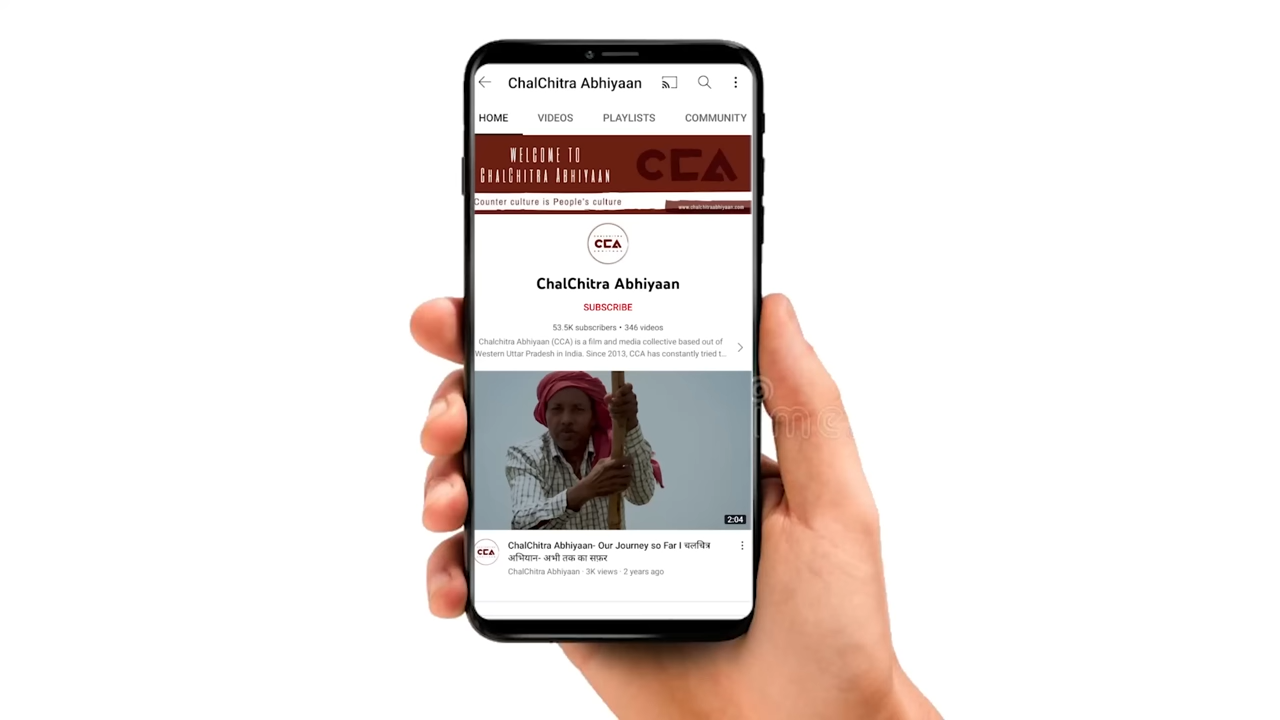 ChalChitra Abhiyaan
HOME VIDEOS PLAYLISTS COMMUNITY
WELCOME TO
CHALCHITRA ABHIYAAN
CCA
Counter culture is People's culture
www.chalchitraabhiyaan.com
CCA
ChalChitra Abhiyaan
SUBSCRIBE
53.5K subscribers • 346 videos
Chalchitra Abhiyaan (CCA) is a film and media collective based out of
Western Uttar Pradesh in India. Since 2013, CCA has constantly tried t...
2:04
CCA
ChalChitra Abhiyaan- Our Journey so Far I चलचित्र
अभियान- अभी तक का सफ़र
ChalChitra Abhiyaan · 3K views · 2 years ago